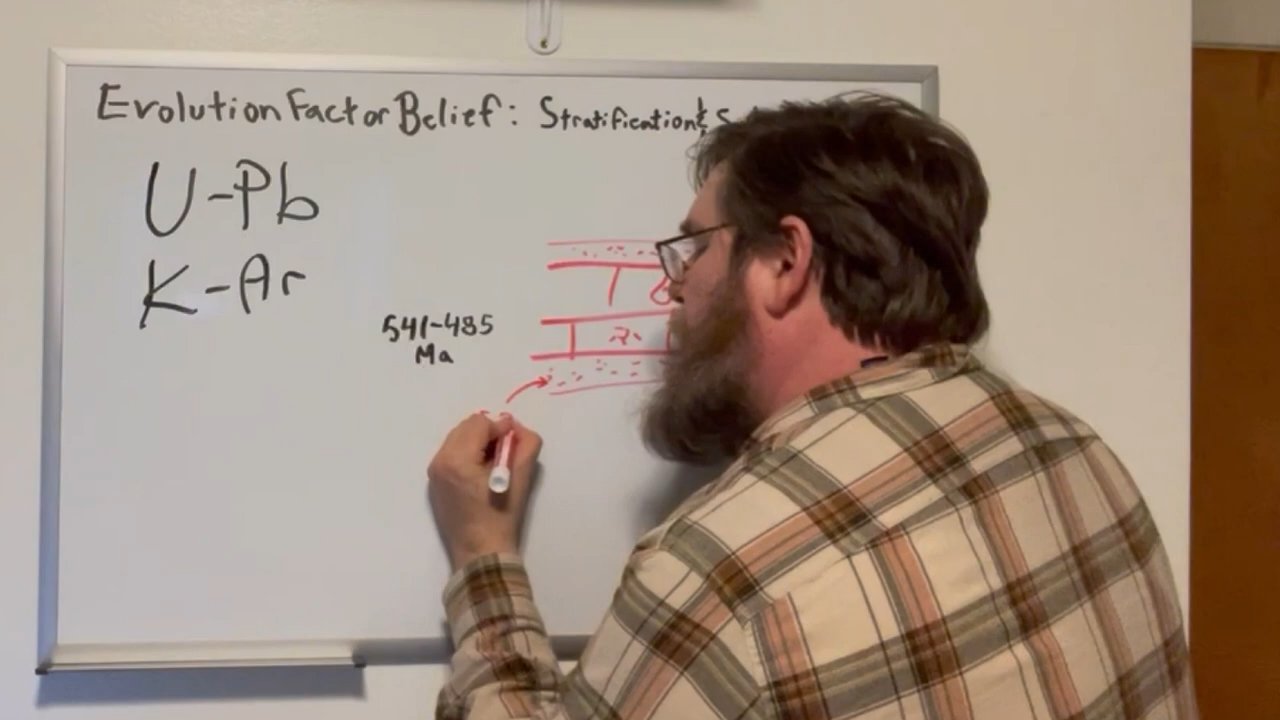 Evolution Fact or Belief: Stratification &
U-Pb
K-Ar
541-485
Ma